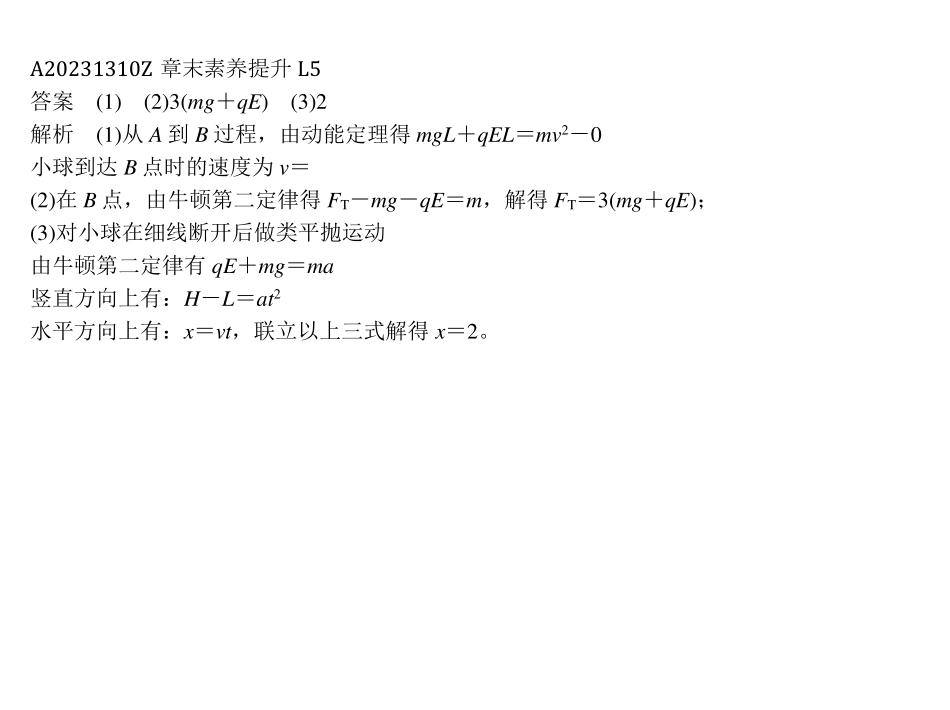 A20231310Z 章末素养提升 L5
答案　(1)　(2)3(mg＋qE)　(3)2
解析　(1)从 A 到 B 过程，由动能定理得 mgL＋qEL＝mv²－0
小球到达 B 点时的速度为 v＝
(2)在 B 点，由牛顿第二定律得 F_T－mg－qE＝m，解得 F_T＝3(mg＋qE)；
(3)对小球在细线断开后做类平抛运动
由牛顿第二定律有 qE＋mg＝ma
竖直方向上有：H－L＝at²
水平方向上有：x＝vt，联立以上三式解得 x＝2。